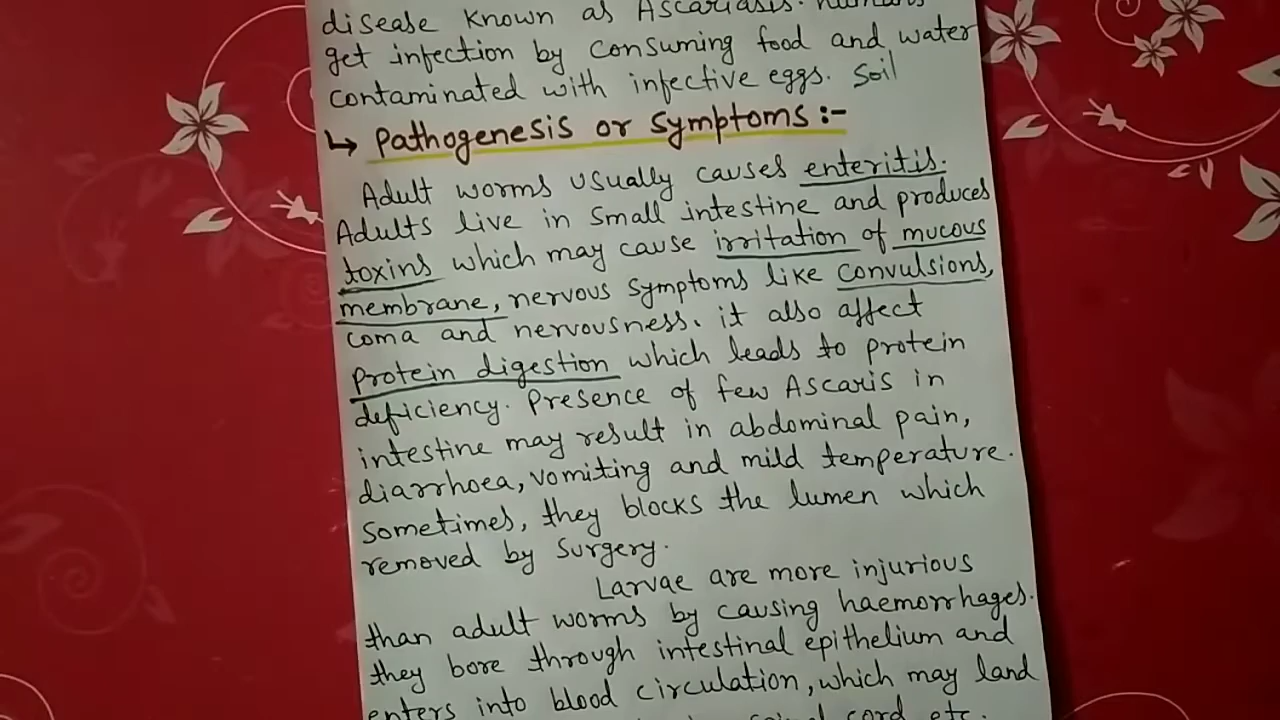 disease known as Ascariasis. Humans
get infection by consuming food and water
contaminated with infective eggs. Soil
↳ Pathogenesis or Symptoms :-
Adult worms usually causes enteritis.
Adults live in small intestine and produces
toxins which may cause irritation of mucous
membrane, nervous symptoms like convulsions,
coma and nervousness. it also affect
protein digestion which leads to protein
deficiency. Presence of few Ascaris in
intestine may result in abdominal pain,
diarrhoea, vomiting and mild temperature.
Sometimes, they blocks the lumen which
removed by surgery.
Larvae are more injurious
than adult worms by causing haemorrhages.
they bore through intestinal epithelium and
enters into blood circulation, which may land
cord etc.